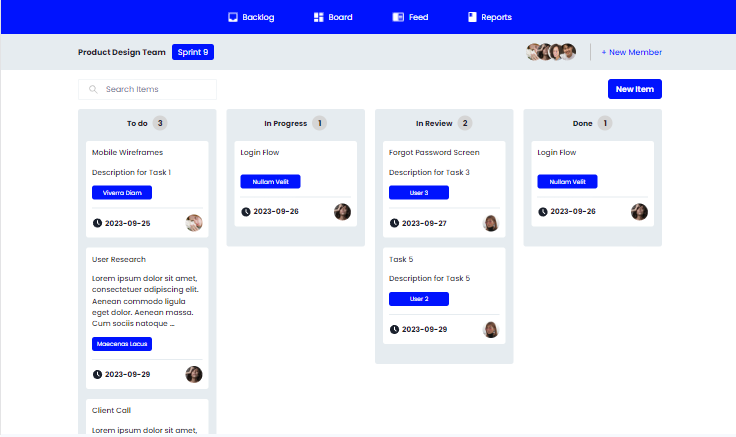 Backlog
Board
Feed
Reports
Product Design Team
Sprint 9
+ New Member
Search Items
New Item
To do 3
Mobile Wireframes
Description for Task 1
Viverra Diam
2023-09-25
User Research
Lorem ipsum dolor sit amet,
consectetuer adipiscing elit.
Aenean commodo ligula
eget dolor. Aenean massa.
Cum sociis natoque ...
Maecenas Lacus
2023-09-29
Client Call
Lorem ipsum dolor sit amet,
In Progress 1
Login Flow
Nullam Velit
2023-09-26
In Review 2
Forgot Password Screen
Description for Task 3
User 3
2023-09-27
Task 5
Description for Task 5
User 2
2023-09-29
Done 1
Login Flow
Nullam Velit
2023-09-26